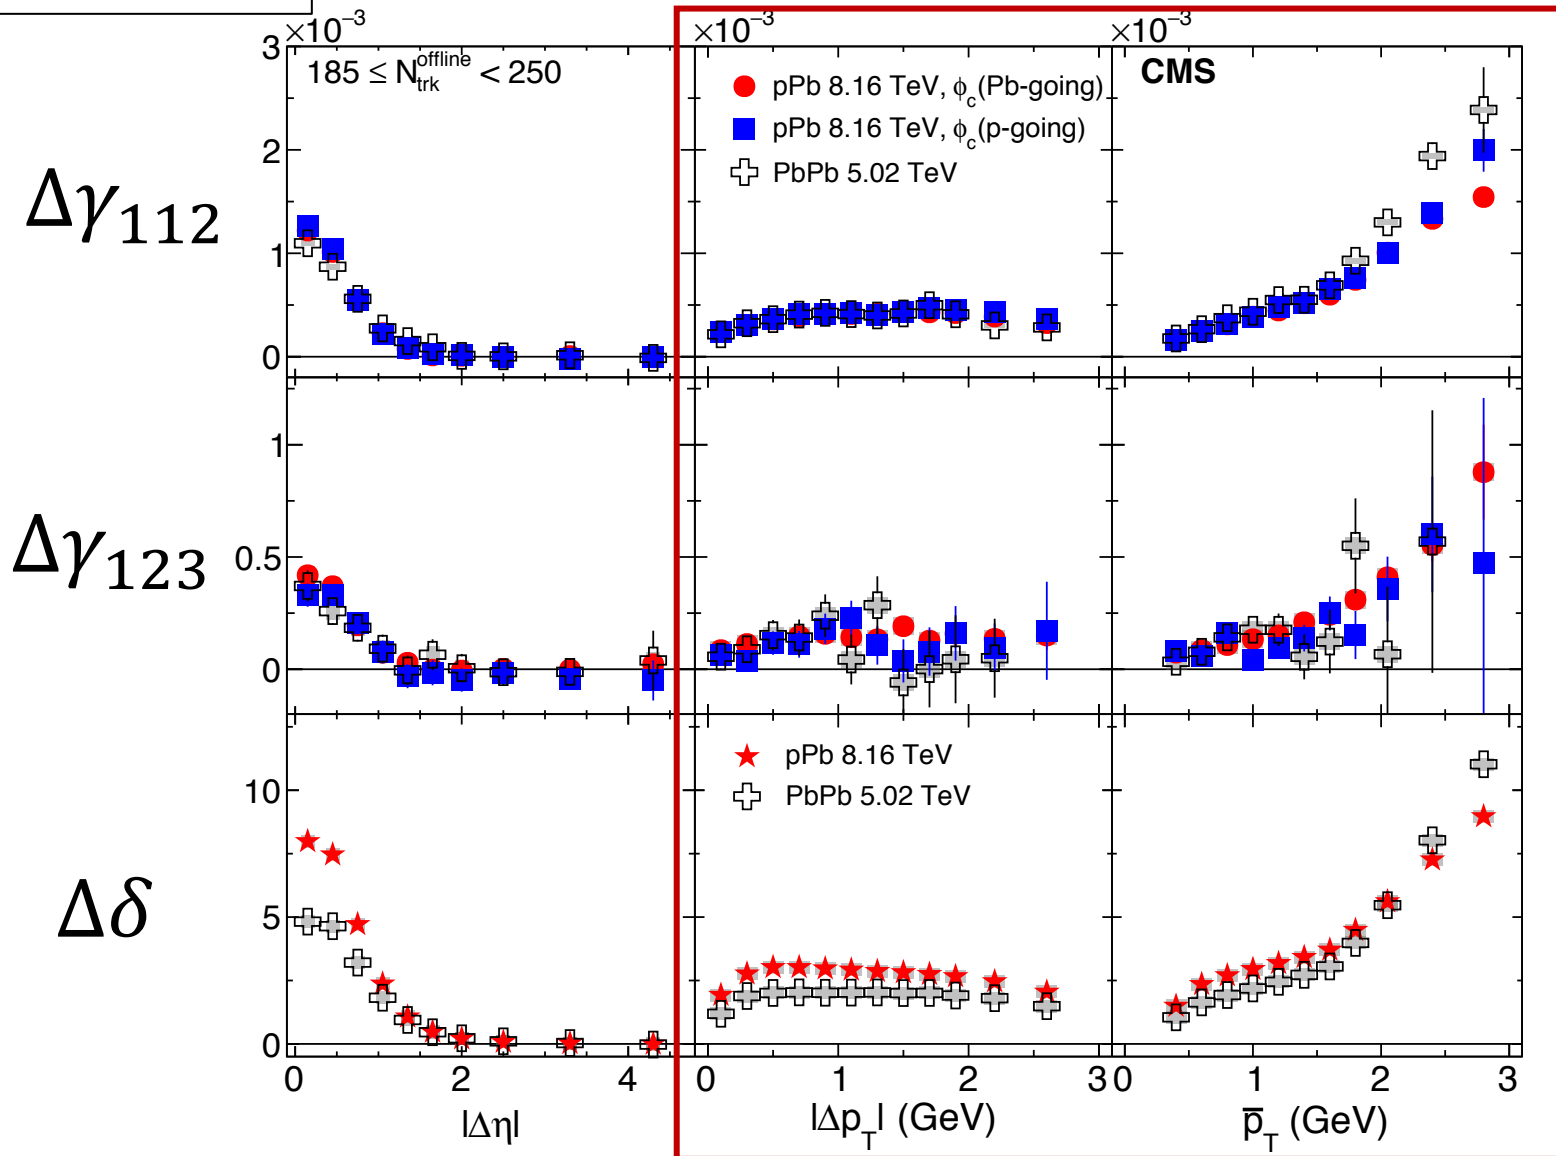 ×10⁻³ ×10⁻³ ×10⁻³
185 ≤ N_trk^offline < 250
pPb 8.16 TeV, ϕ_c(Pb-going)
pPb 8.16 TeV, ϕ_c(p-going)
PbPb 5.02 TeV
CMS
3
2
1
0
Δγ₁₁₂
1
0.5
0
Δγ₁₂₃
pPb 8.16 TeV
PbPb 5.02 TeV
10
5
0
Δδ
0 2 4
0 1 2 3
0 1 2 3
|Δη|
|Δp_T| (GeV)
p̅_T (GeV)